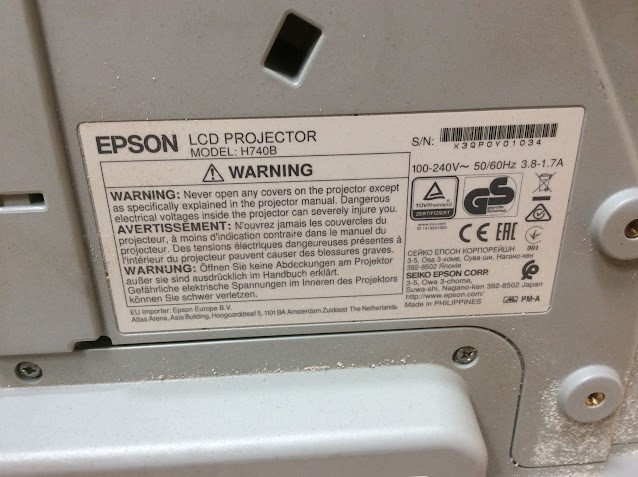 EPSON LCD PROJECTOR
MODEL: H740B
S/N: X3QP0Y01034
WARNING
WARNING: Never open any covers on the projector except
as specifically explained in the projector manual. Dangerous
electrical voltages inside the projector can severely injure you.
AVERTISSEMENT: N'ouvrez jamais les couvercles du
projecteur, à moins d'indication contraire dans le manuel du
projecteur. Des tensions électriques dangeureuses présentes à
l'intérieur du projecteur peuvent causer des blessures graves.
WARNUNG: Öffnen Sie keine Abdeckungen am Projektor
außer sie sind ausdrücklich im Handbuch erklärt.
Gefährliche elektrische Spannungen im Inneren des Projektors
können Sie schwer verletzen.
EU Importer: Epson Europe B.V.
Atlas Arena, Asia Building, Hoogoorddreef 5, 1101 BA Amsterdam Zuidoost The Netherlands
100-240V~ 50/60Hz 3.8-1.7A
TÜVRheinland
ZERTIFIZIERT
GS
CE EAC
001
СЕЙКО ЕПСОН КОРПОРЕЙШН
3-5, Ова 3-хоме, Сува-ши, Нагано-кен
392-8502 Япония
SEIKO EPSON CORP.
3-5, Owa 3-chome,
Suwa-shi, Nagano-ken 392-8502 Japan
http://www.epson.com/
Made in PHILIPPINES
PM-A